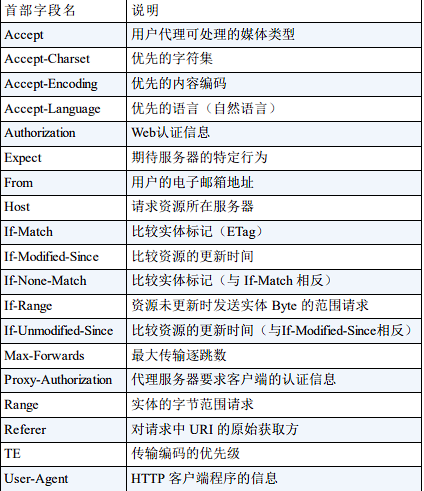 首部字段名 说明
Accept 用户代理可处理的媒体类型
Accept-Charset 优先的字符集
Accept-Encoding 优先的内容编码
Accept-Language 优先的语言（自然语言）
Authorization Web认证信息
Expect 期待服务器的特定行为
From 用户的电子邮箱地址
Host 请求资源所在服务器
If-Match 比较实体标记（ETag）
If-Modified-Since 比较资源的更新时间
If-None-Match 比较实体标记（与 If-Match 相反）
If-Range 资源未更新时发送实体 Byte 的范围请求
If-Unmodified-Since 比较资源的更新时间（与If-Modified-Since相反）
Max-Forwards 最大传输逐跳数
Proxy-Authorization 代理服务器要求客户端的认证信息
Range 实体的字节范围请求
Referer 对请求中 URI 的原始获取方
TE 传输编码的优先级
User-Agent HTTP 客户端程序的信息